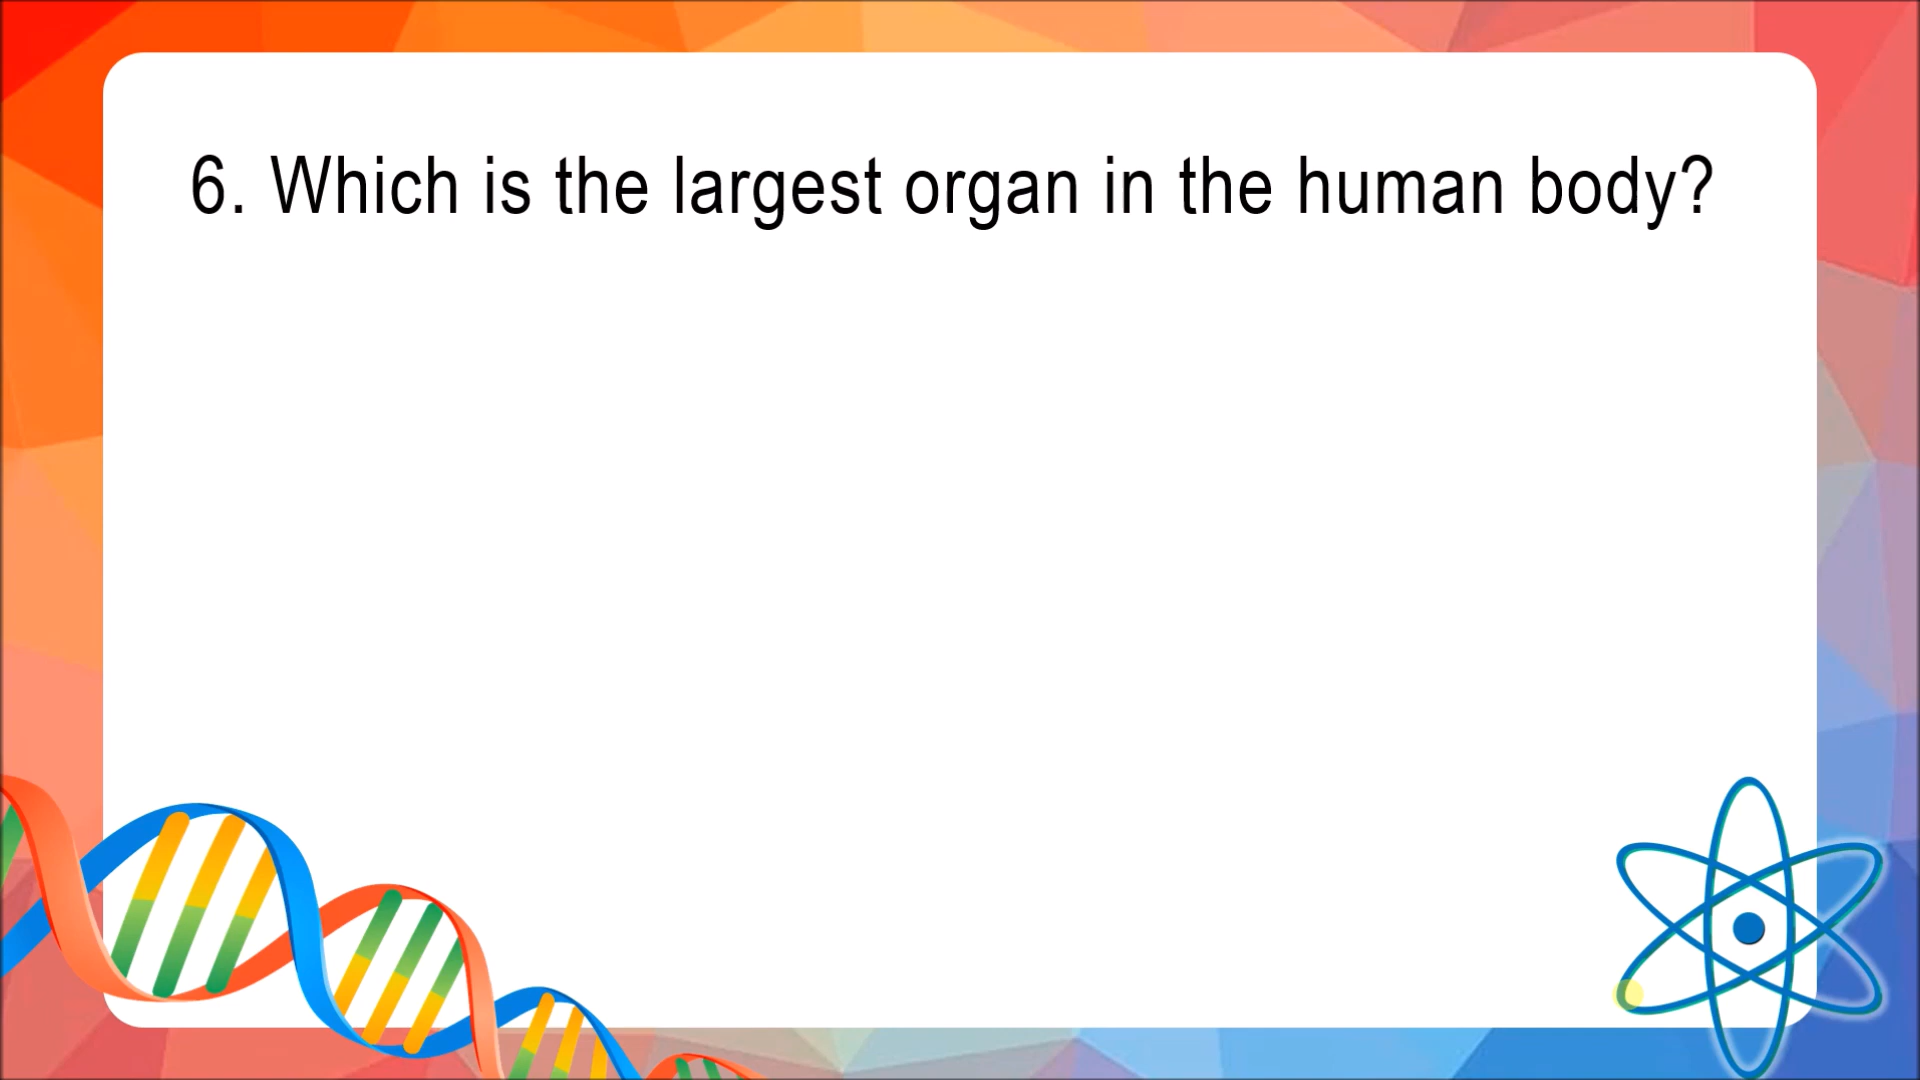 6. Which is the largest organ in the human body?